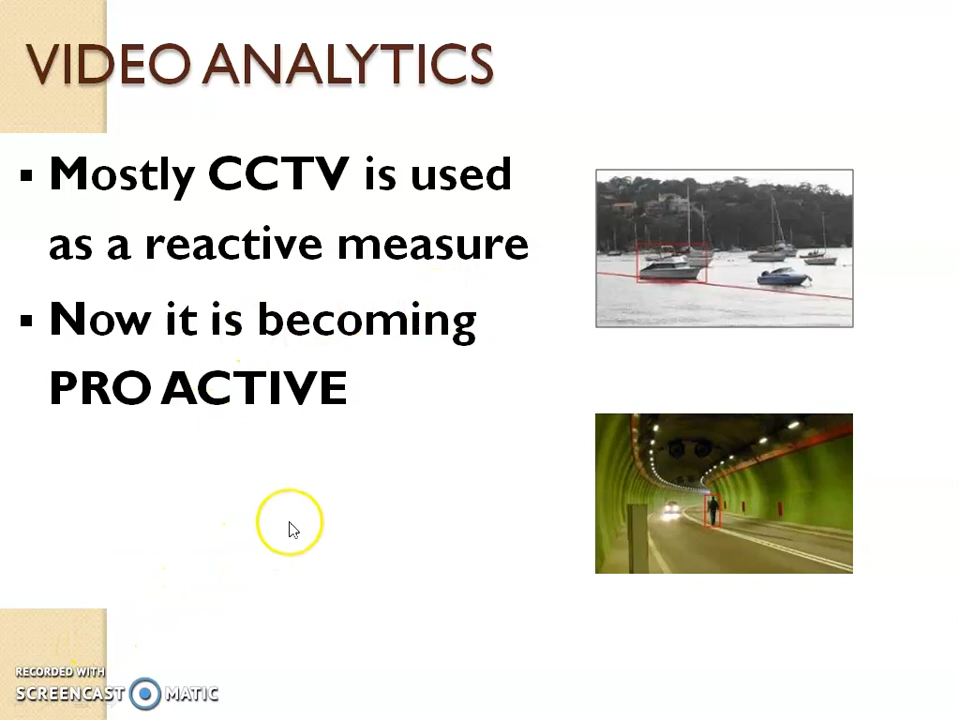 VIDEO ANALYTICS
▪ Mostly CCTV is used
as a reactive measure
▪ Now it is becoming
PRO ACTIVE
RECORDED WITH
SCREENCAST MATIC